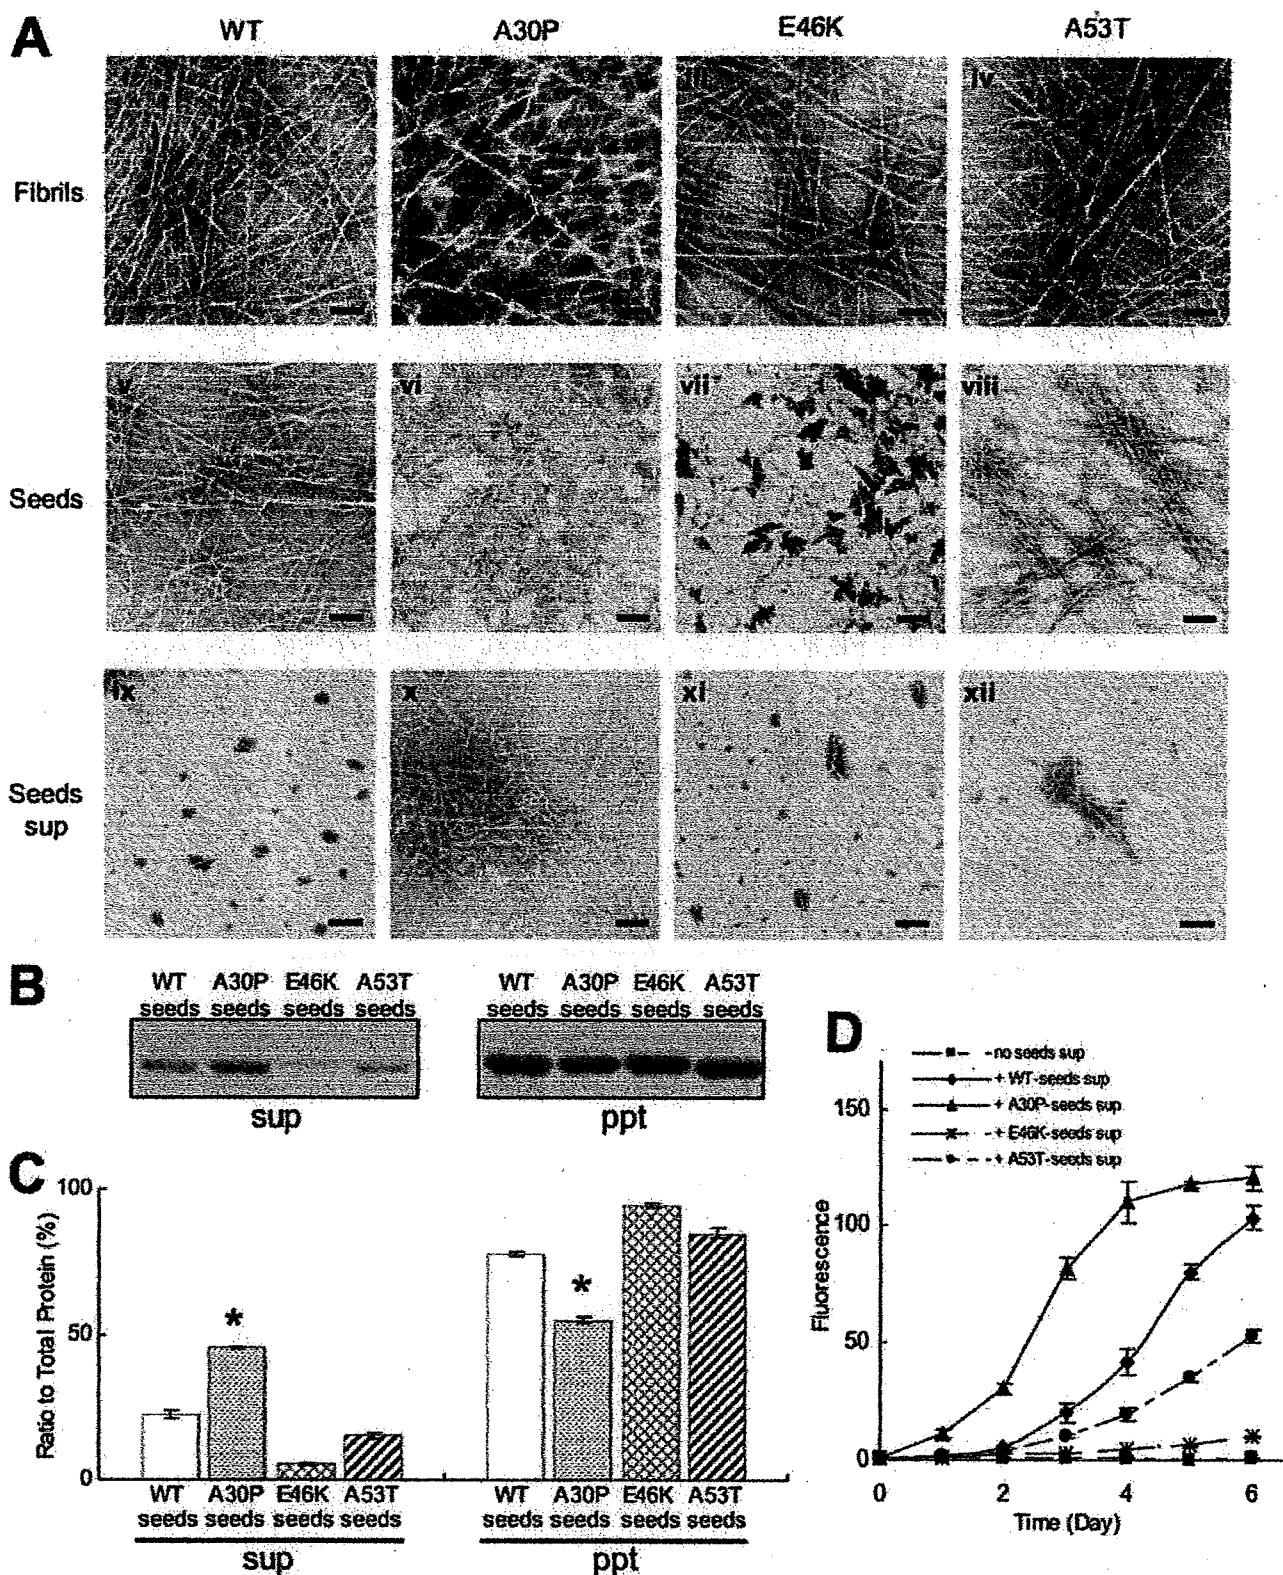 A
WT
A30P
E46K
A53T
Fibrils
iii
iv
Seeds
v
vi
vii
viii
Seeds
sup
ix
x
xi
xii
B
WT
seeds
A30P
seeds
E46K
seeds
A53T
seeds
sup
WT
seeds
A30P
seeds
E46K
seeds
A53T
seeds
ppt
C
Ratio to Total Protein (%)
100
50
0
*
*
WT
seeds
A30P
seeds
E46K
seeds
A53T
seeds
sup
WT
seeds
A30P
seeds
E46K
seeds
A53T
seeds
ppt
D
no seeds sup
+ WT-seeds sup
+ A30P-seeds sup
+ E46K-seeds sup
+ A53T-seeds sup
Fluorescence
150
100
50
0
0
2
4
6
Time (Day)